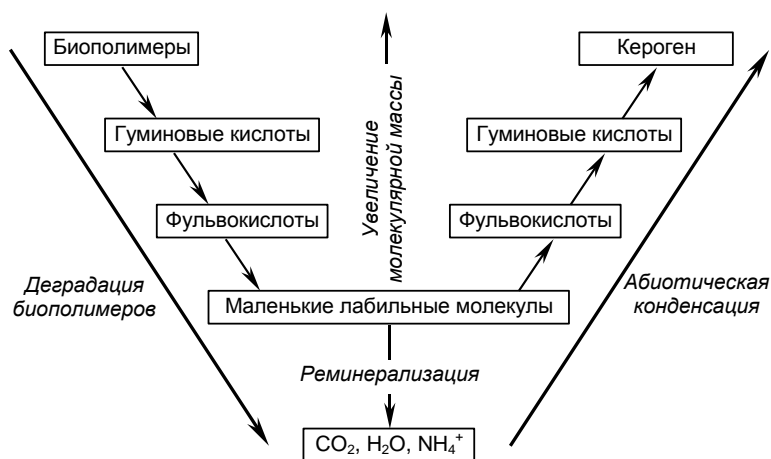 Биополимеры
Кероген
Гуминовые кислоты
Гуминовые кислоты
Увеличение
молекулярной массы
Фульвокислоты
Фульвокислоты
Деградация
биополимеров
Маленькие лабильные молекулы
Абиотическая
конденсация
Реминерализация
CO₂, H₂O, NH₄⁺